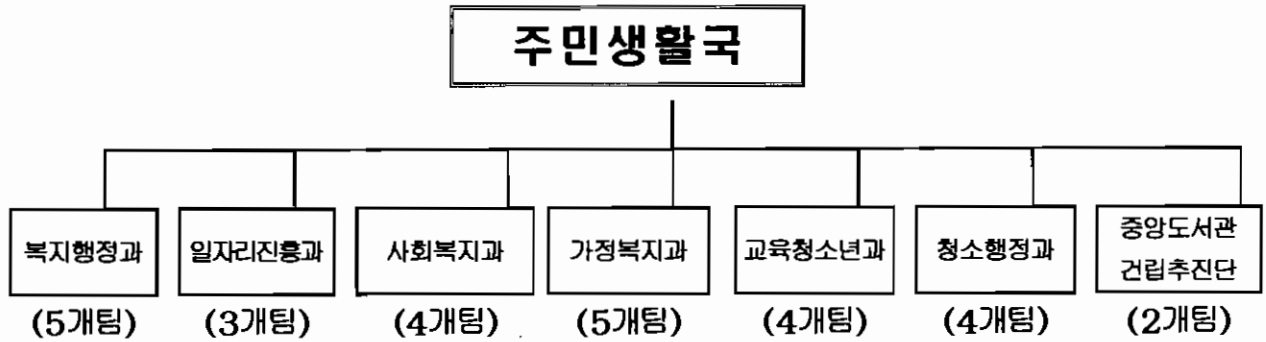 주민생활국
복지행정과
일자리진흥과
사회복지과
가정복지과
교육청소년과
청소행정과
중앙도서관
건립추진단
(5개팀)
(3개팀)
(4개팀)
(5개팀)
(4개팀)
(4개팀)
(2개팀)